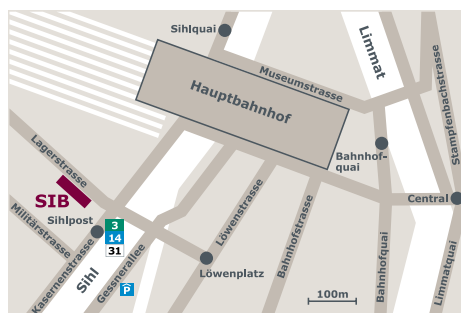 Sihlquai
Limmat
Museumstrasse
Stampfenbachstrasse
Hauptbahnhof
Bahnhof-
quai
Lagerstrasse
SIB
Sihlpost
Militärstrasse
Kasernenstrasse
3
14
31
Sihl
Gessnerallee
P
Löwenstrasse
Löwenplatz
Bahnhofstrasse
Bahnhofquai
Central
Limmatquai
100m